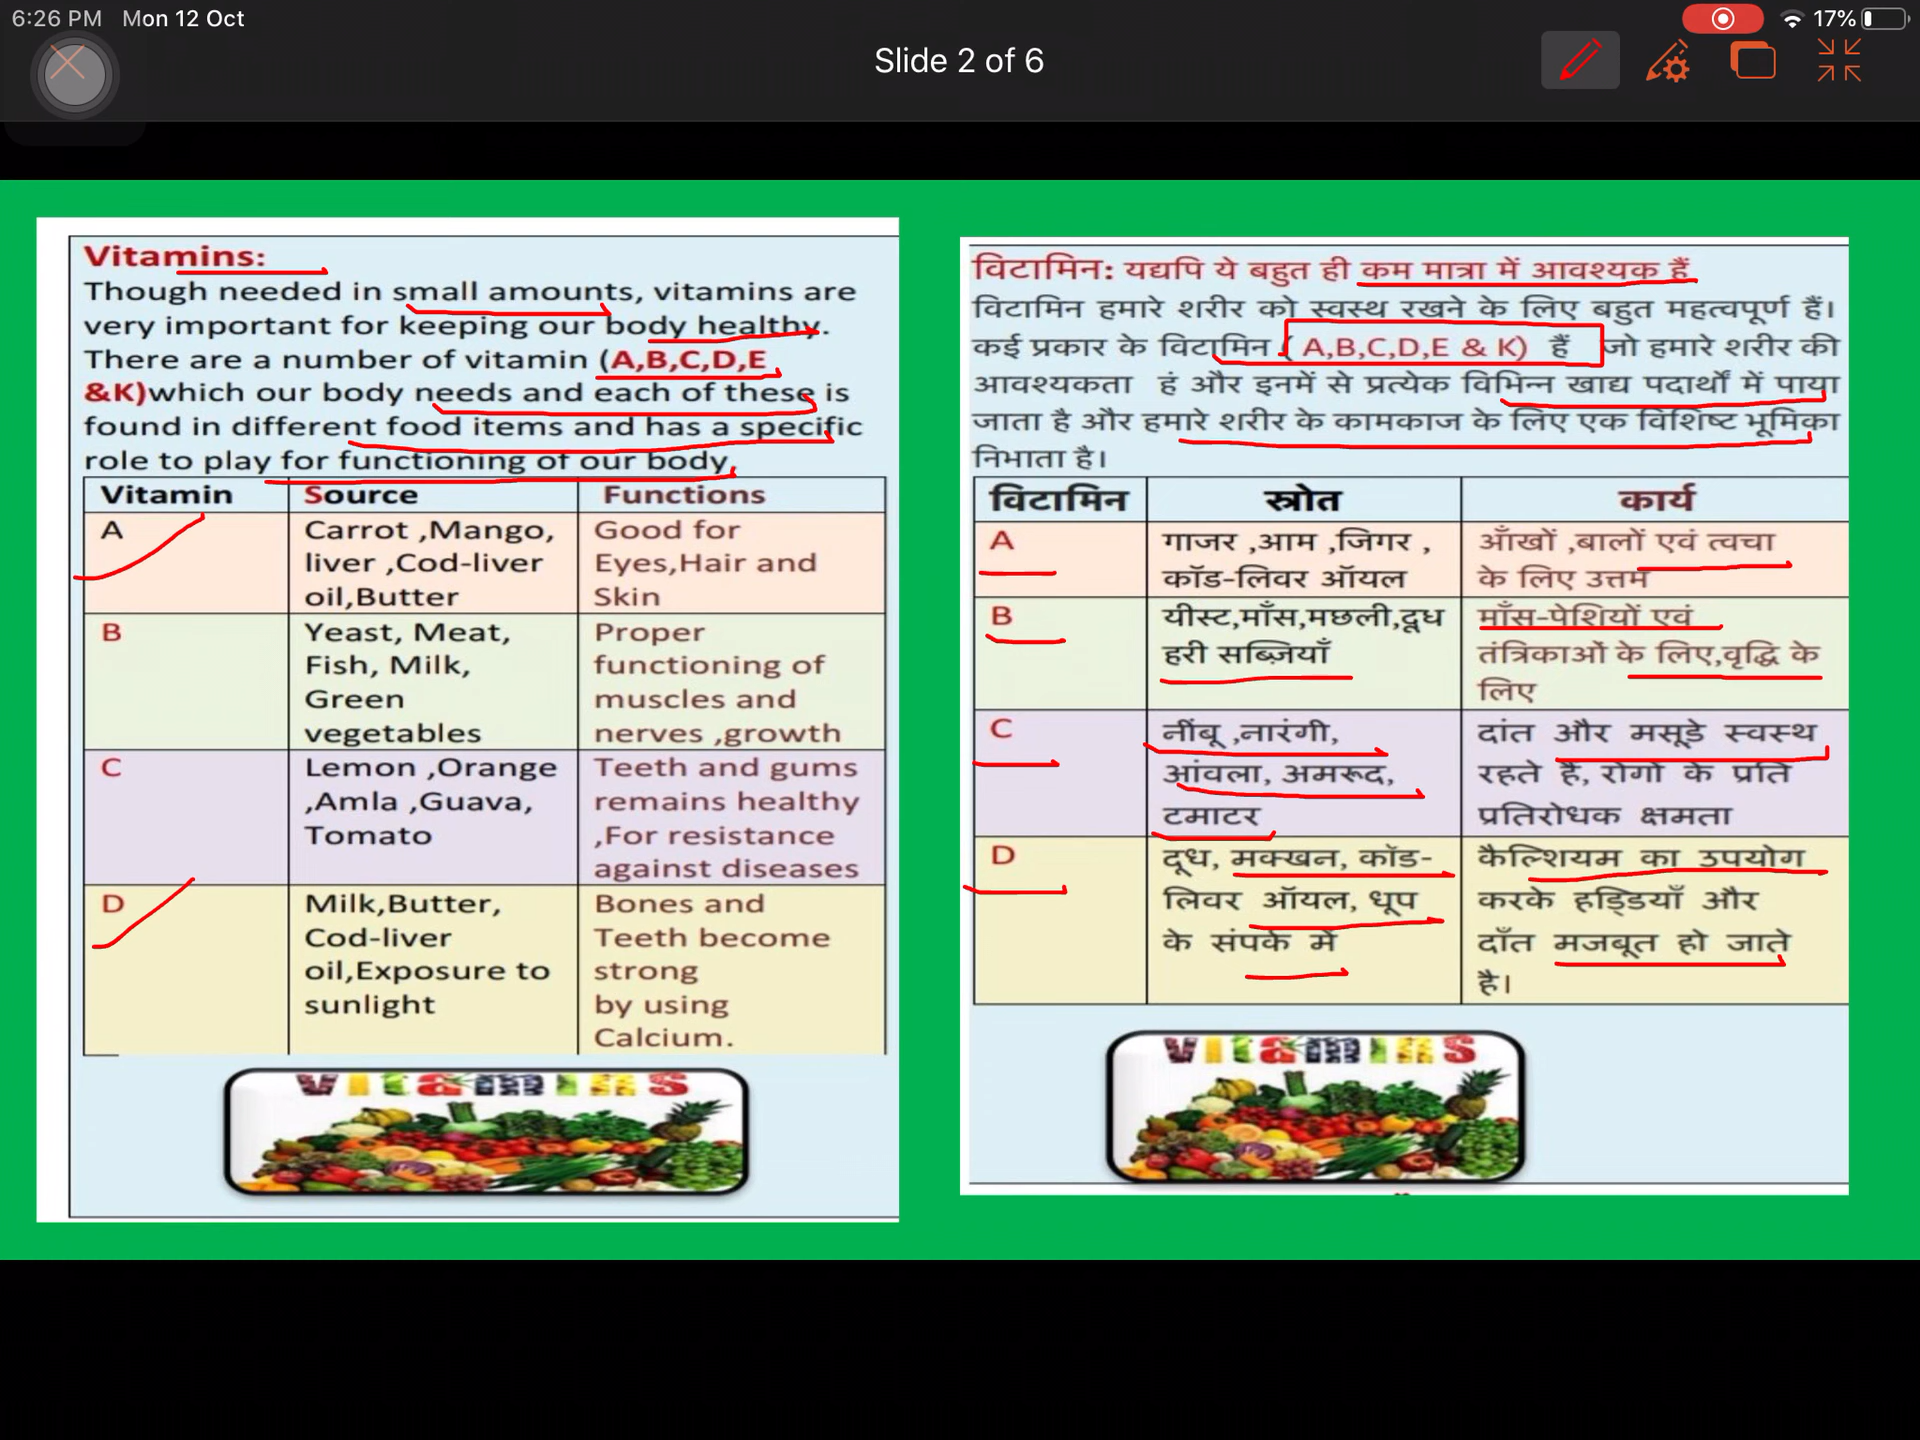 6:26 PM Mon 12 Oct
17%
Slide 2 of 6
Vitamins:
Though needed in small amounts, vitamins are
very important for keeping our body healthy.
There are a number of vitamin (A,B,C,D,E
&K)which our body needs and each of these is
found in different food items and has a specific
role to play for functioning of our body,
Vitamin Source Functions
A
Carrot ,Mango,
liver ,Cod-liver
oil,Butter
Good for
Eyes,Hair and
Skin
B
Yeast, Meat,
Fish, Milk,
Green
vegetables
Proper
functioning of
muscles and
nerves ,growth
C
Lemon ,Orange
,Amla ,Guava,
Tomato
Teeth and gums
remains healthy
,For resistance
against diseases
D
Milk,Butter,
Cod-liver
oil,Exposure to
sunlight
Bones and
Teeth become
strong
by using
Calcium.
vitamins
विटामिन: यद्यपि ये बहुत ही कम मात्रा में आवश्यक हैं
विटामिन हमारे शरीर को स्वस्थ रखने के लिए बहुत महत्वपूर्ण हैं।
कई प्रकार के विटामिन ( A,B,C,D,E & K) हैं जो हमारे शरीर की
आवश्यकता हं और इनमें से प्रत्येक विभिन्न खाद्य पदार्थों में पाया
जाता है और हमारे शरीर के कामकाज के लिए एक विशिष्ट भूमिका
निभाता है।
विटामिन स्त्रोत कार्य
A
गाजर ,आम ,जिगर ,
कॉड-लिवर ऑयल
आँखों ,बालों एवं त्वचा
के लिए उत्तम
B
यीस्ट,माँस,मछली,दूध
हरी सब्ज़ियाँ
माँस-पेशियों एवं
तंत्रिकाओं के लिए,वृद्धि के
लिए
C
नींबू ,नारंगी,
आंवला, अमरूद,
टमाटर
दांत और मसूड़े स्वस्थ
रहते हैं, रोगों के प्रति
प्रतिरोधक क्षमता
D
दूध, मक्खन, कॉड-
लिवर ऑयल, धूप
के संपर्क में
कैल्शियम का उपयोग
करके हड्डियाँ और
दाँत मजबूत हो जाते
है।
vitamins